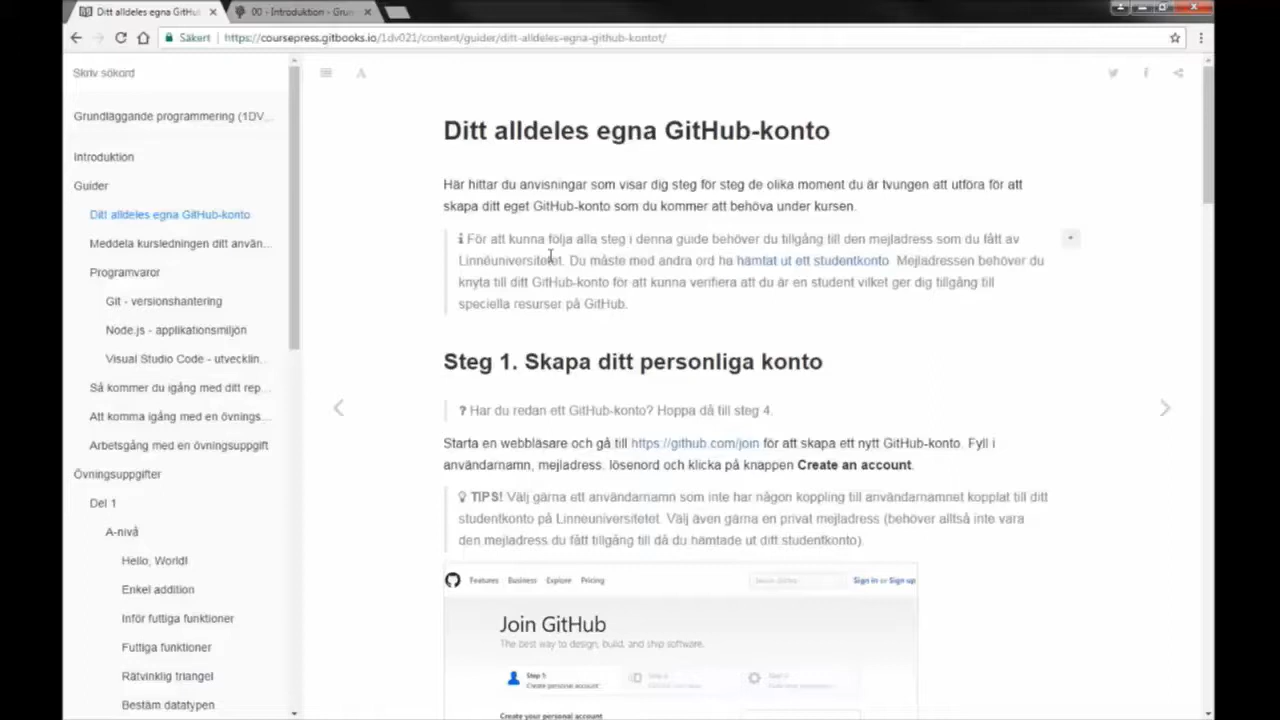 Ditt alldeles egna GitHub
00 - Introduktion - Grun
Säkert
https://coursepress.gitbooks.io/1dv021/content/guider/ditt-alldeles-egna-github-kontot/
Skriv sökord
Grundläggande programmering (1DV...
Introduktion
Guider
Ditt alldeles egna GitHub-konto
Meddela kursledningen ditt använ...
Programvaror
Git - versionshantering
Node.js - applikationsmiljön
Visual Studio Code - utvecklin...
Så kommer du igång med ditt rep...
Att komma igång med en övnings...
Arbetsgång med en övningsuppgift
Övningsuppgifter
Del 1
A-nivå
Hello, World!
Enkel addition
Inför futtiga funktioner
Futtiga funktioner
Rätvinklig triangel
Bestäm datatypen
Ditt alldeles egna GitHub-konto
Här hittar du anvisningar som visar dig steg för steg de olika moment du är tvungen att utföra för att
skapa ditt eget GitHub-konto som du kommer att behöva under kursen.
För att kunna följa alla steg i denna guide behöver du tillgång till den mejladress som du fått av
Linnéuniversitetet. Du måste med andra ord ha hämtat ut ett studentkonto. Mejladressen behöver du
knyta till ditt GitHub-konto för att kunna verifiera att du är en student vilket ger dig tillgång till
speciella resurser på GitHub.
Steg 1. Skapa ditt personliga konto
? Har du redan ett GitHub-konto? Hoppa då till steg 4.
Starta en webbläsare och gå till https://github.com/join för att skapa ett nytt GitHub-konto. Fyll i
användarnamn, mejladress, lösenord och klicka på knappen Create an account.
TIPS! Välj gärna ett användarnamn som inte har någon koppling till användarnamnet kopplat till ditt
studentkonto på Linneuniversitetet. Välj även gärna en privat mejladress (behöver alltså inte vara
den mejladress du fått tillgång till då du hämtade ut ditt studentkonto).
Features Business Explore Pricing
Sign in or Sign up
Join GitHub
The best way to design, build, and ship software.
Step 1:
Create personal account
Create your personal account